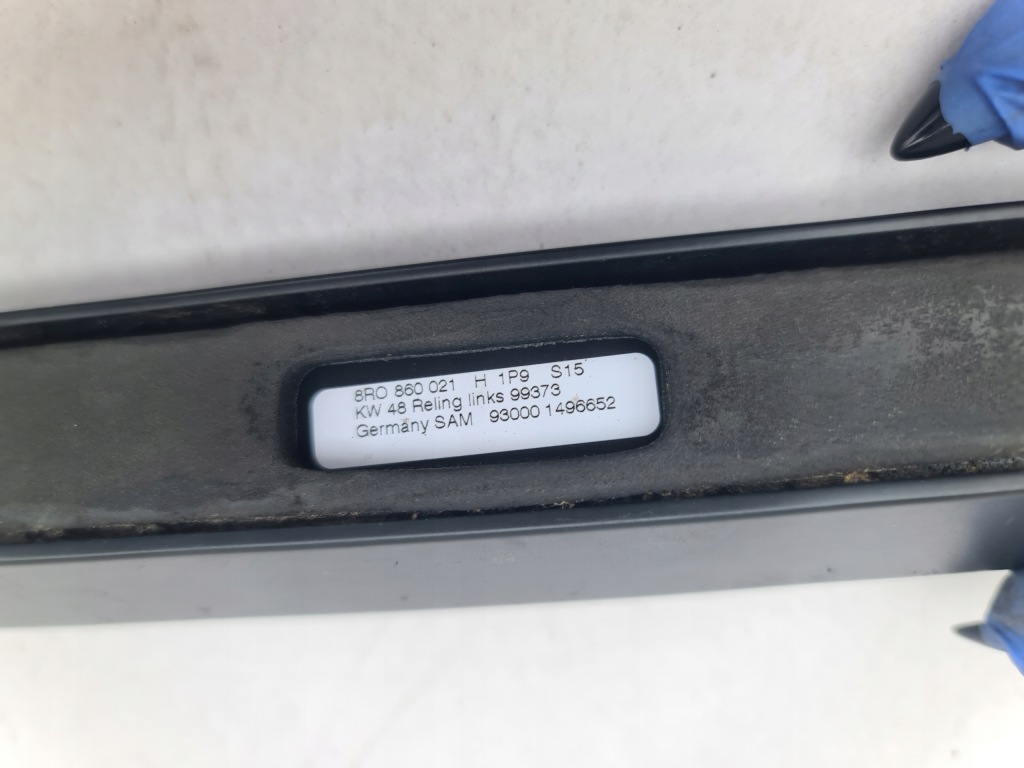 8R0 860 021 H 1P9 S15
KW 48 Reling links 99373
Germany SAM 93000 1496652